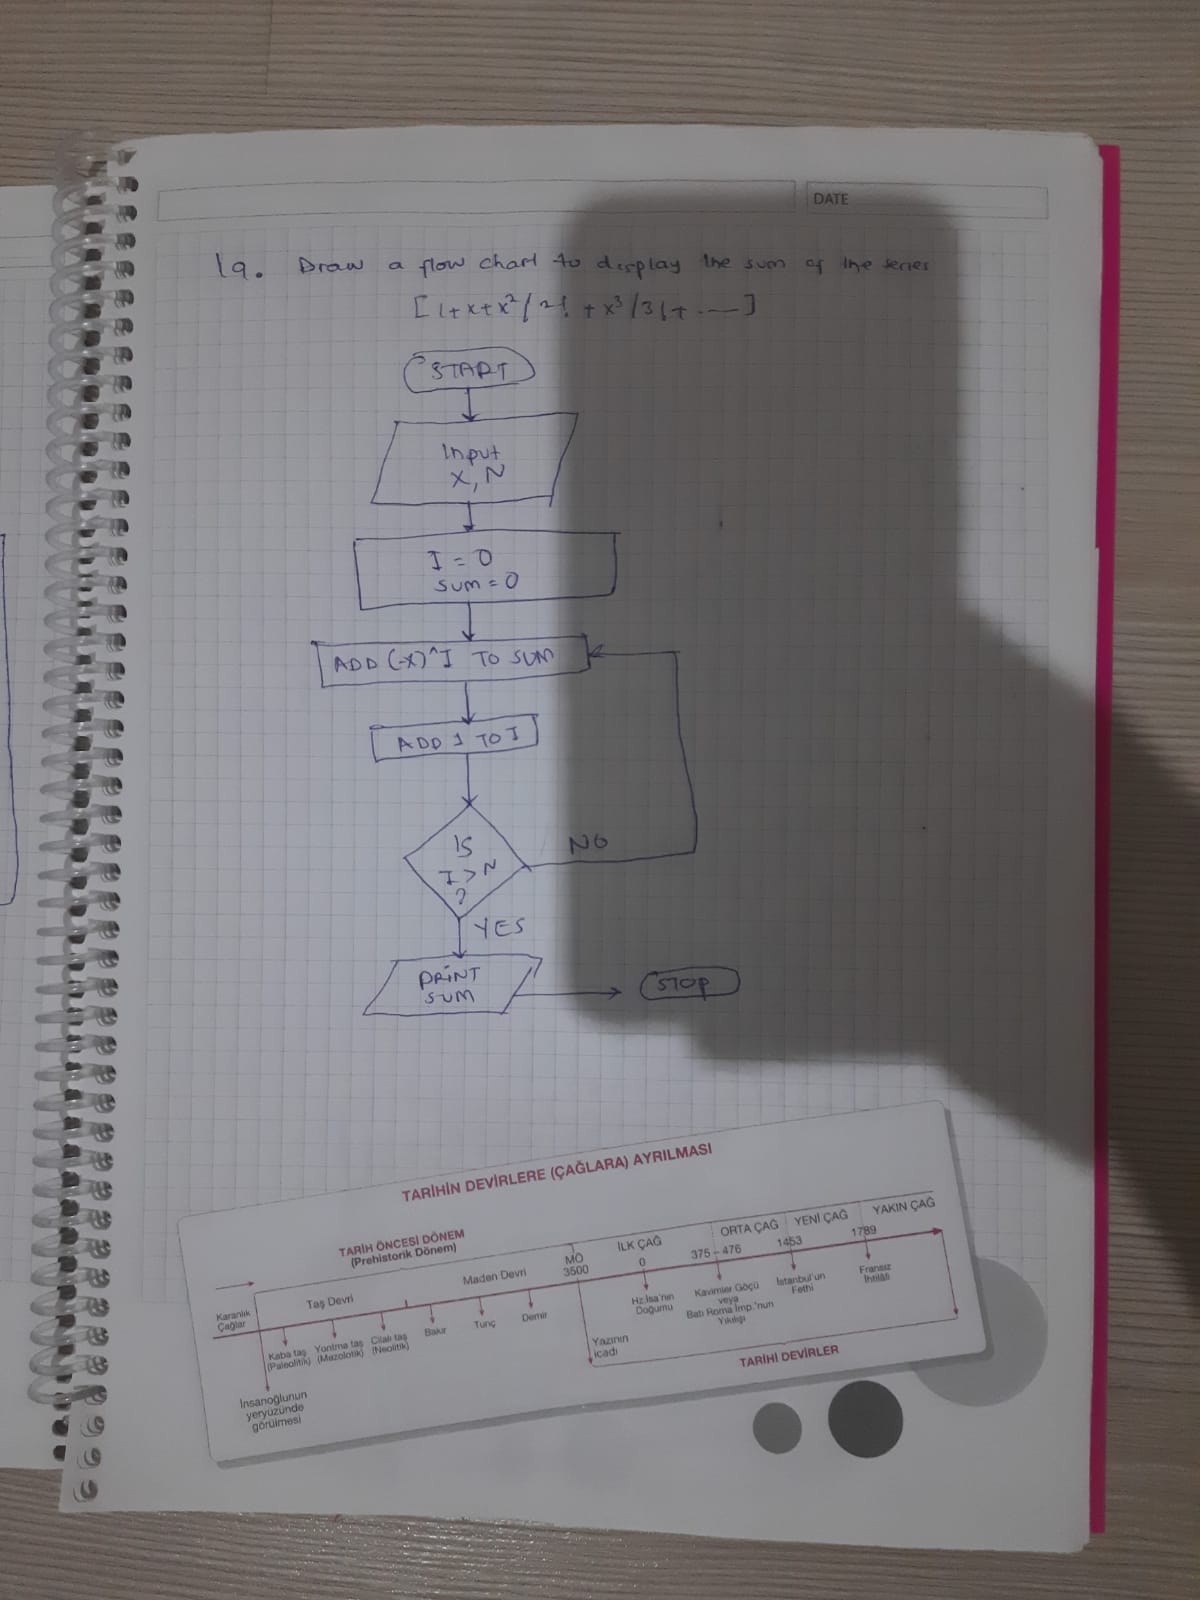 DATE
19. Draw a flow chart to display the sum of the series
[1+x+x²/2! + x³/3!+ ---]
START
Input
X, N
I = 0
SUM = 0
ADD (-X)^I TO SUM
ADD 1 TO I
IS
I > N
?
NO
YES
PRINT
SUM
STOP
TARİHİN DEVİRLERE (ÇAĞLARA) AYRILMASI
TARİH ÖNCESİ DÖNEM
(Prehistorik Dönem)
MÖ
3500
İLK ÇAĞ
0
375 - 476
ORTA ÇAĞ
1453
YENİ ÇAĞ
1789
YAKIN ÇAĞ
Karanlık
Çağlar
Taş Devri
Maden Devri
Kaba taş
(Paleolitik)
Yontma taş
(Mezolotik)
Cilalı taş
(Neolitik)
Bakır
Tunç
Demir
Hz.İsa'nın
Doğumu
Kavimler Göçü
veya
Batı Roma İmp.'nun
Yıkılışı
İstanbul'un
Fethi
Fransız
İhtilâli
Yazının
icadı
TARİHİ DEVİRLER
İnsanoğlunun
yeryüzünde
görülmesi